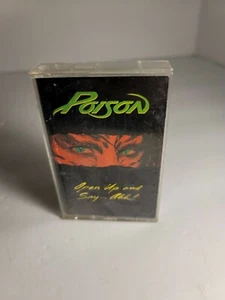 Poison
Open Up and
Say... Ahh!